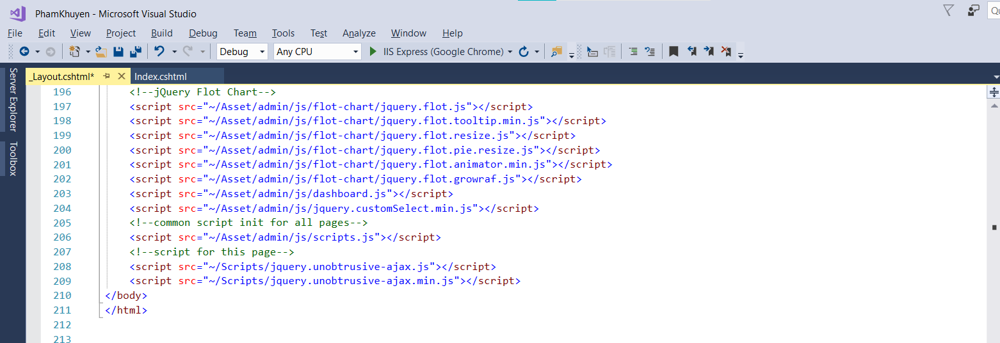 PhamKhuyen - Microsoft Visual Studio
Qu
File Edit View Project Build Debug Team Tools Test Analyze Window Help
Debug Any CPU IIS Express (Google Chrome)
Server Explorer
Toolbox
_Layout.cshtml* Index.cshtml
196 <!--jQuery Flot Chart-->
197 <script src="~/Asset/admin/js/flot-chart/jquery.flot.js"></script>
198 <script src="~/Asset/admin/js/flot-chart/jquery.flot.tooltip.min.js"></script>
199 <script src="~/Asset/admin/js/flot-chart/jquery.flot.resize.js"></script>
200 <script src="~/Asset/admin/js/flot-chart/jquery.flot.pie.resize.js"></script>
201 <script src="~/Asset/admin/js/flot-chart/jquery.flot.animator.min.js"></script>
202 <script src="~/Asset/admin/js/flot-chart/jquery.flot.growraf.js"></script>
203 <script src="~/Asset/admin/js/dashboard.js"></script>
204 <script src="~/Asset/admin/js/jquery.customSelect.min.js"></script>
205 <!--common script init for all pages-->
206 <script src="~/Asset/admin/js/scripts.js"></script>
207 <!--script for this page-->
208 <script src="~/Scripts/jquery.unobtrusive-ajax.js"></script>
209 <script src="~/Scripts/jquery.unobtrusive-ajax.min.js"></script>
210 </body>
211 </html>
212
213